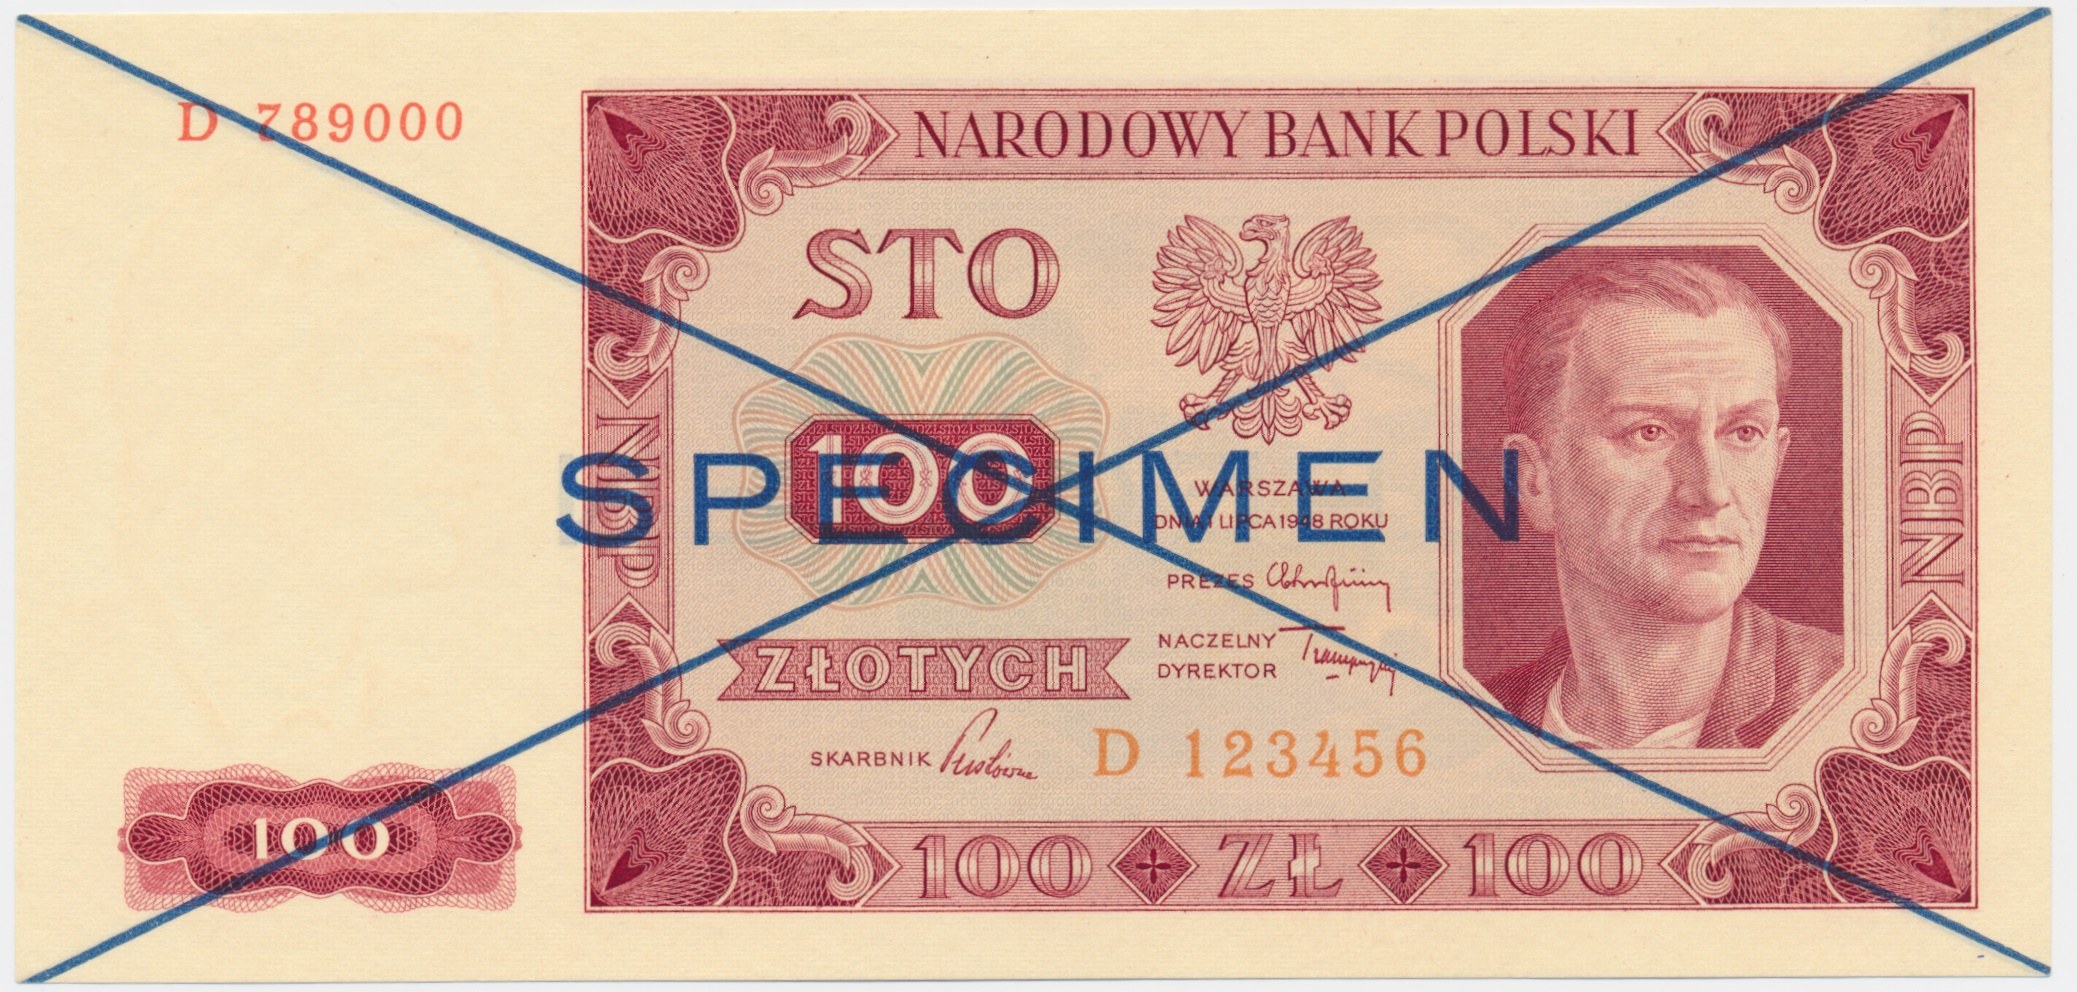 D 789000
NARODOWY BANK POLSKI
STO
100
SPECIMEN
NBP
NBP
WARSZAWA
DNIA 1 LIPCA 1948 ROKU
PREZES
ZŁOTYCH
NACZELNY
DYREKTOR
SKARBNIK
D 123456
100
100 ZŁ 100